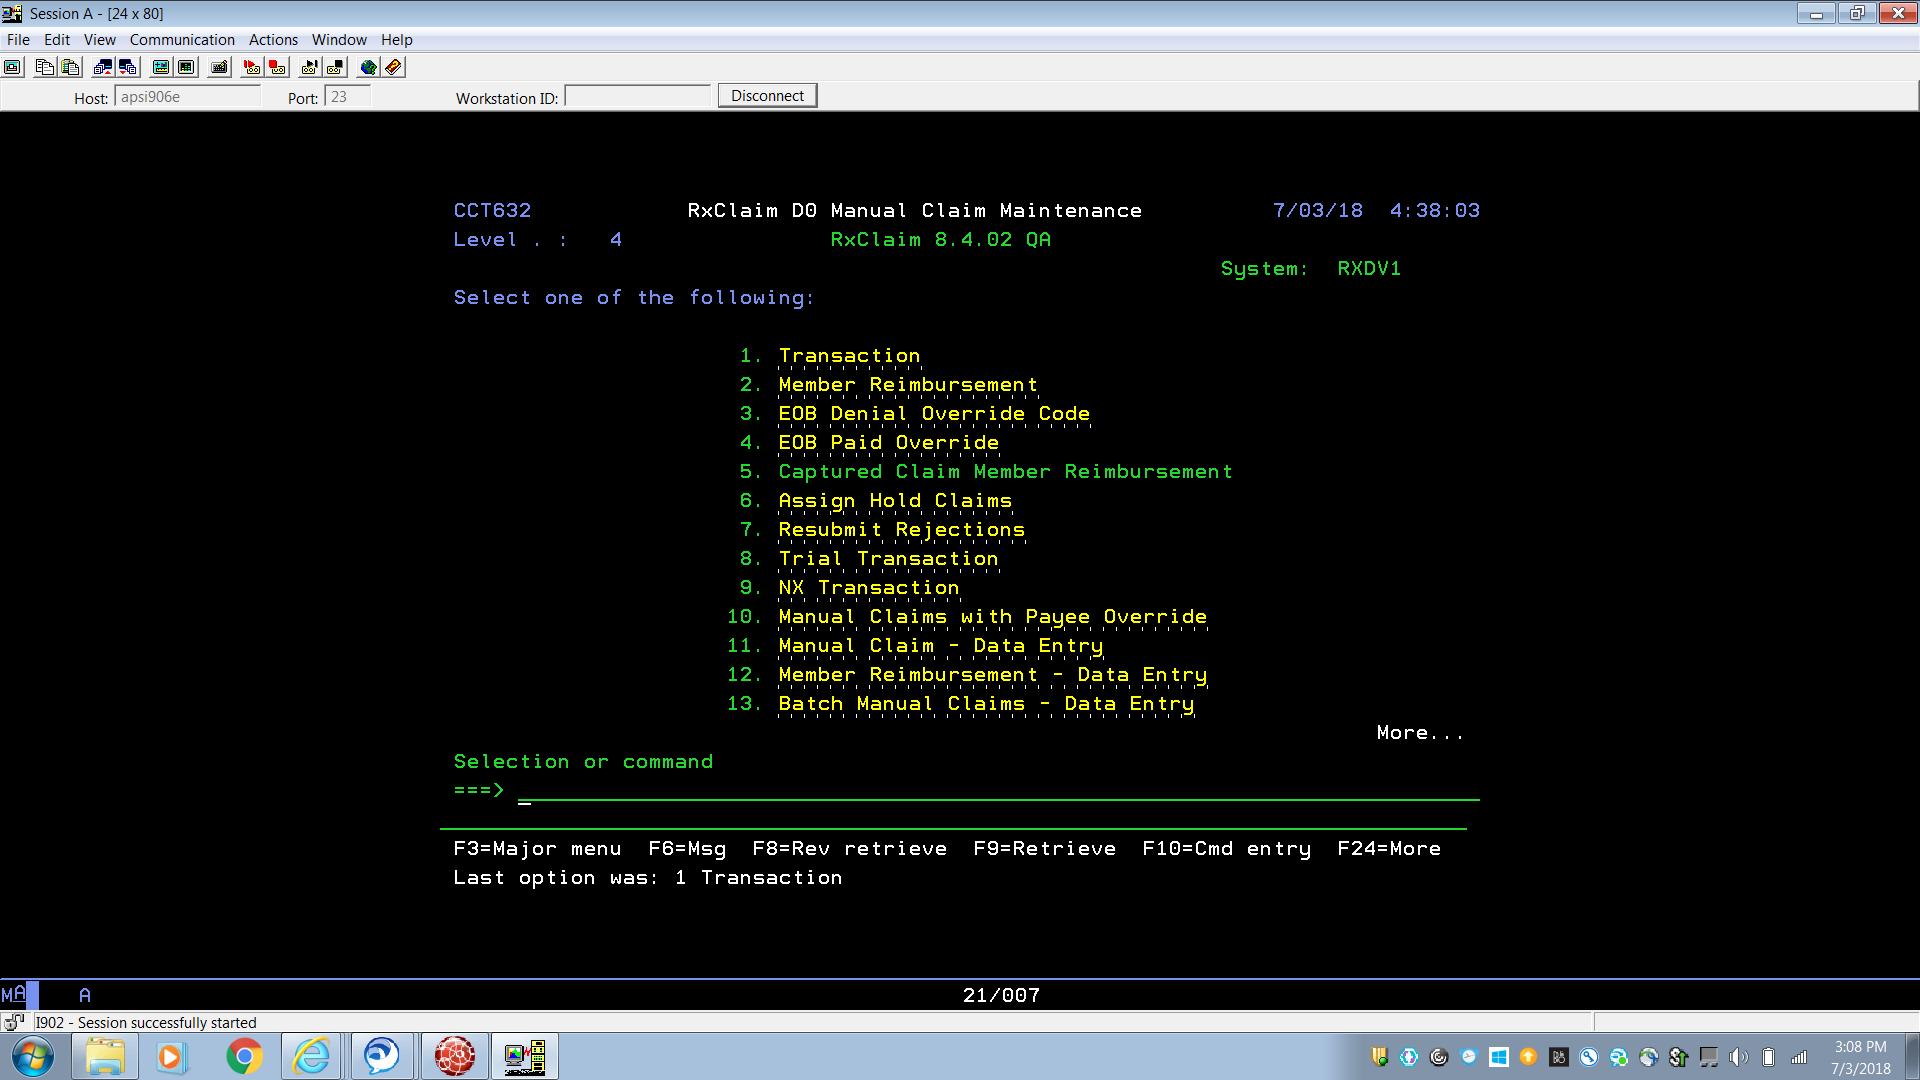 Session A - [24 x 80]
File Edit View Communication Actions Window Help
Host: apsi906e Port: 23 Workstation ID: Disconnect
CCT632 RxClaim D0 Manual Claim Maintenance 7/03/18 4:38:03
Level . : 4 RxClaim 8.4.02 QA
System: RXDV1
Select one of the following:
1. Transaction
2. Member Reimbursement
3. EOB Denial Override Code
4. EOB Paid Override
5. Captured Claim Member Reimbursement
6. Assign Hold Claims
7. Resubmit Rejections
8. Trial Transaction
9. NX Transaction
10. Manual Claims with Payee Override
11. Manual Claim - Data Entry
12. Member Reimbursement - Data Entry
13. Batch Manual Claims - Data Entry
More...
Selection or command
===>
F3=Major menu F6=Msg F8=Rev retrieve F9=Retrieve F10=Cmd entry F24=More
Last option was: 1 Transaction
MA A 21/007
I902 - Session successfully started
3:08 PM
7/3/2018